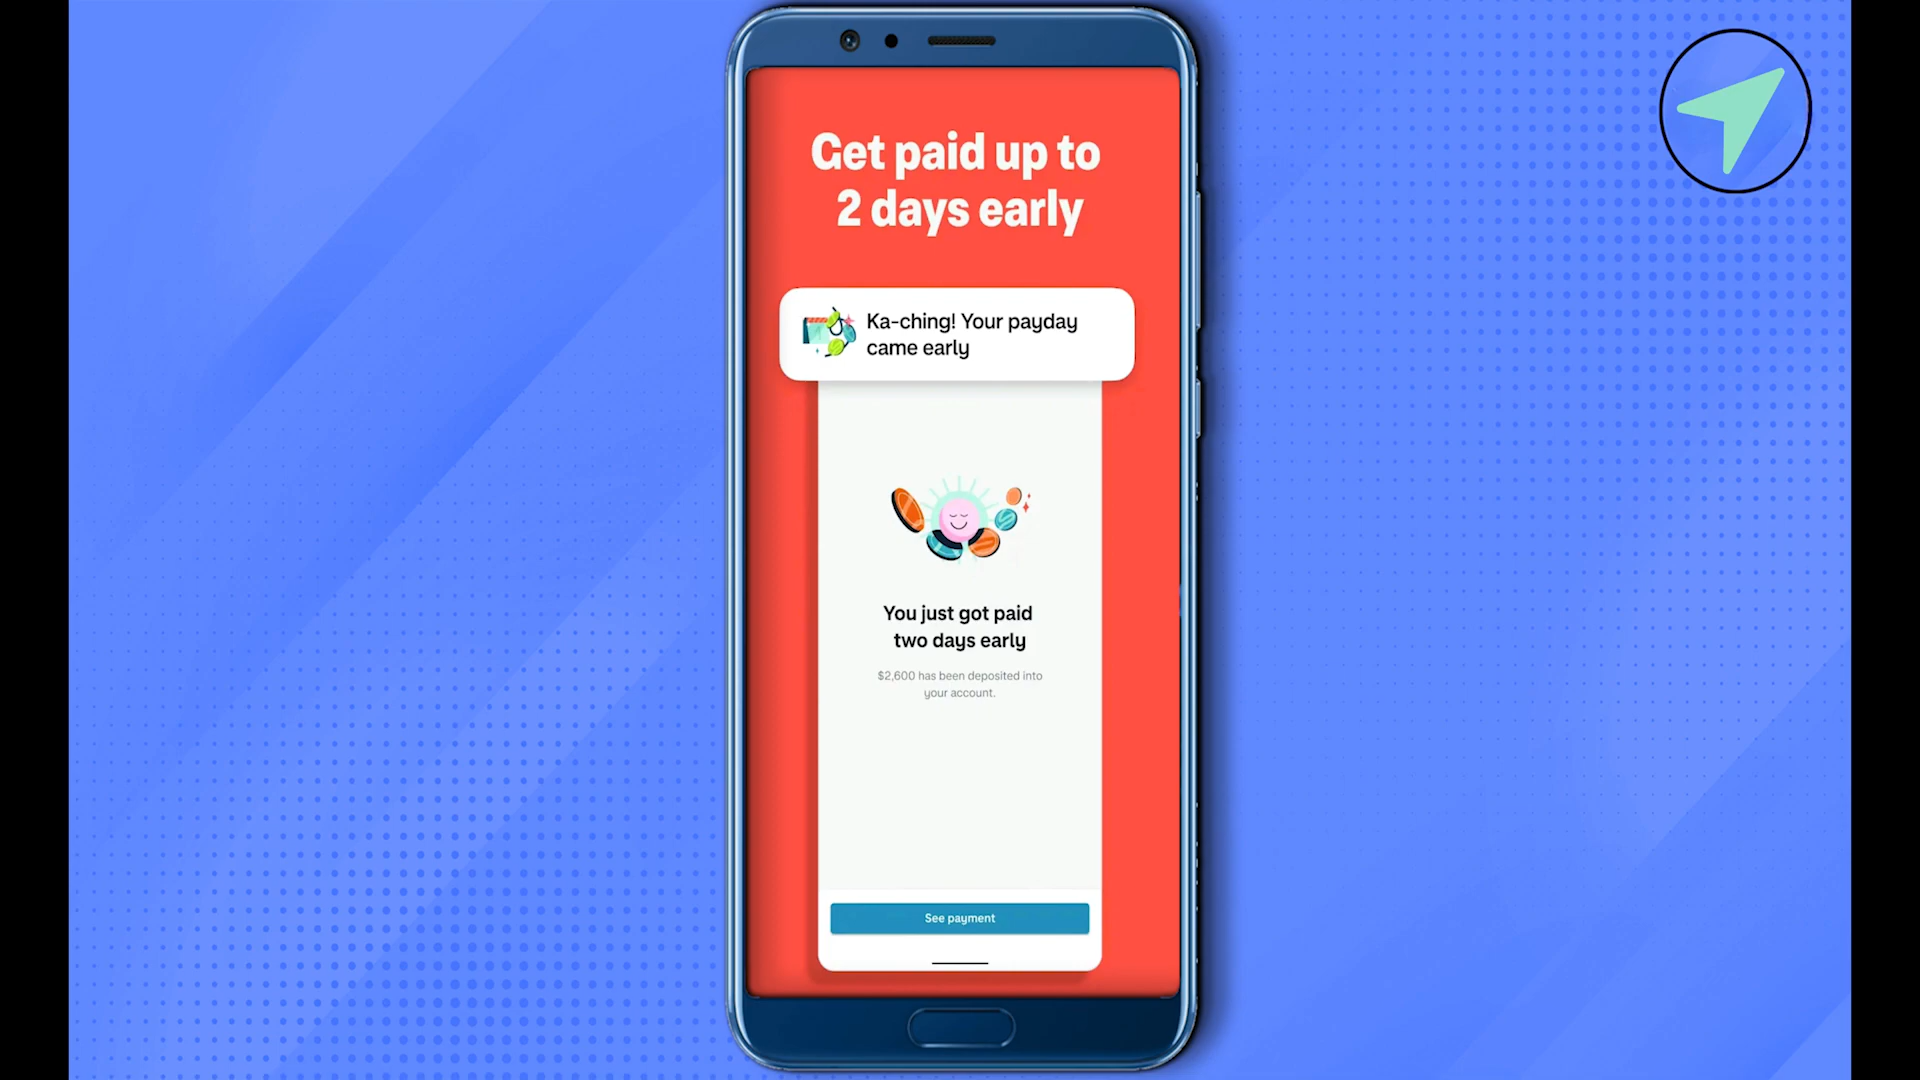 Get paid up to
2 days early
Ka-ching! Your payday
came early
You just got paid
two days early
$2,600 has been deposited into
your account.
See payment